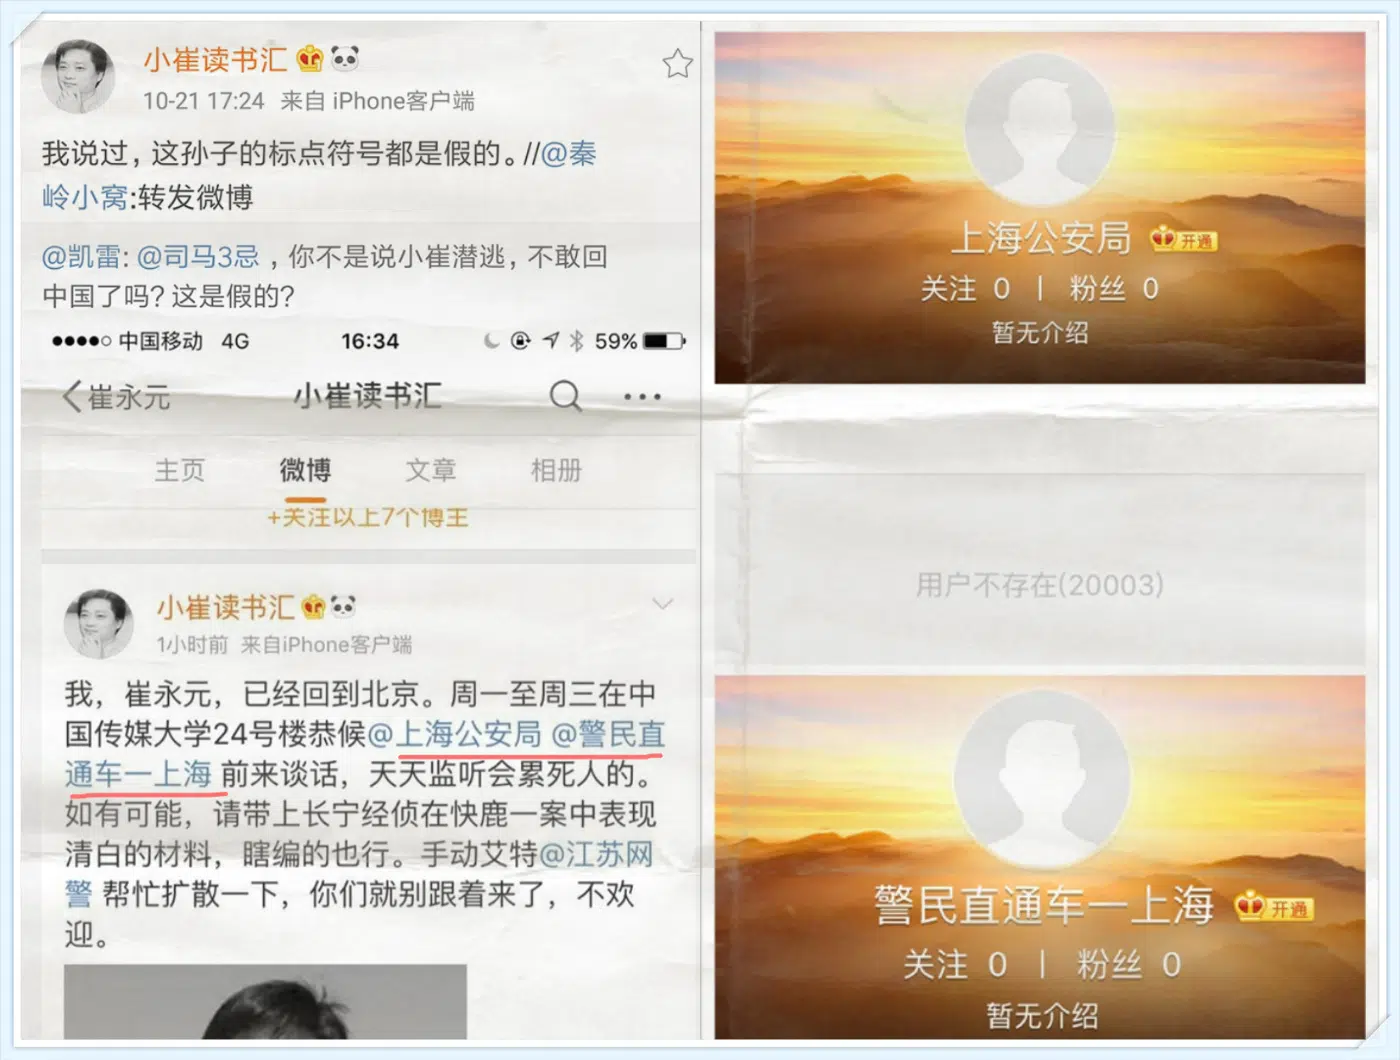 小崔读书汇
10-21 17:24 来自 iPhone客户端
我说过，这孙子的标点符号都是假的。//@秦
岭小窝:转发微博
@凯雷: @司马3忌 ，你不是说小崔潜逃，不敢回
中国了吗? 这是假的?
中国移动 4G 16:34 59%
崔永元 小崔读书汇
主页 微博 文章 相册
+关注以上7个博主
小崔读书汇
1小时前 来自iPhone客户端
我，崔永元，已经回到北京。周一至周三在中
国传媒大学24号楼恭候@上海公安局 @警民直
通车一上海 前来谈话，天天监听会累死人的。
如有可能，请带上长宁经侦在快鹿一案中表现
清白的材料，瞎编的也行。手动艾特@江苏网
警 帮忙扩散一下，你们就别跟着来了，不欢
迎。
上海公安局 开通
关注 0 | 粉丝 0
暂无介绍
用户不存在(20003)
警民直通车一上海 开通
关注 0 | 粉丝 0
暂无介绍